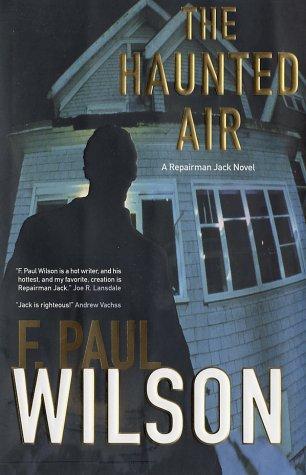 THE
HAUNTED
AIR
A Repairman Jack Novel
"F. Paul Wilson is a hot writer, and his
hottest, and my favorite, creation is
Repairman Jack." Joe R. Lansdale
"Jack is righteous!" Andrew Vachss
F. PAUL
WILSON